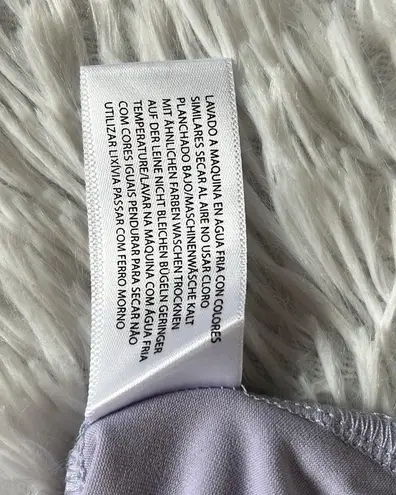 LAVADO A MAQUINA EN AGUA FRIA CON COLORES
SIMILARES SECAR AL AIRE NO USAR CLORO
PLANCHADO BAJO/MASCHINENWÄSCHE KALT
MIT ÄHNLICHEN FARBEN WASCHEN TROCKNEN
AUF DER LEINE NICHT BLEICHEN BÜGELN GERINGER
TEMPERATURE/LAVAR NA MÁQUINA COM ÁGUA FRIA
COM CORES IGUAIS PENDURAR PARA SECAR NÃO
UTILIZAR LIXÍVIA PASSAR COM FERRO MORNO